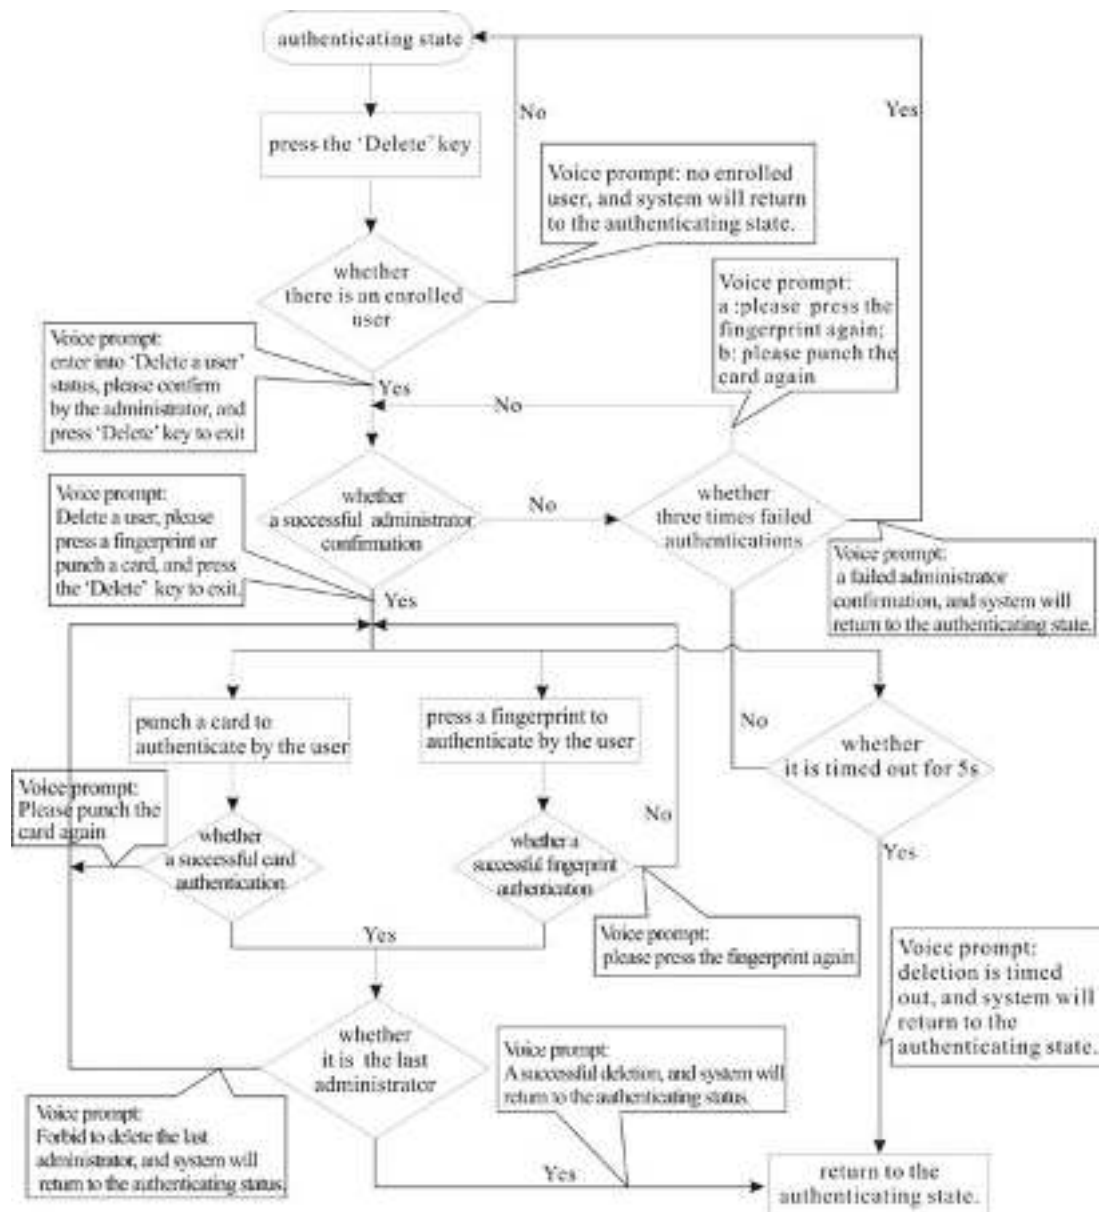 authenticating state
No
Yes
press the ‘Delete’ key
Voice prompt: no enrolled
user, and system will return
to the authenticating state.
whether
there is an enrolled
user
Voice prompt:
a :please press the
fingerprint again;
b: please punch the
card again
Voice prompt:
enter into ‘Delete a user’
status, please confirm
by the administrator, and
press ‘Delete’ key to exit
Yes
No
Voice prompt:
Delete a user, please
press a fingerprint or
punch a card, and press
the ‘Delete’ key to exit.
whether
a successful administrator
confirmation
No
whether
three times failed
authentications
Voice prompt:
a failed administrator
confirmation, and system will
return to the authenticating state.
Yes
punch a card to
authenticate by the user
press a fingerprint to
authenticate by the user
No
whether
it is timed out for 5s
Voice prompt:
Please punch the
card again
whether
a successful card
authentication
whether a
successful fingerprint
authentication
No
Yes
Yes
Voice prompt:
please press the fingerprint again
Voice prompt:
deletion is timed
out, and system will
return to the
authenticating state.
whether
it is the last
administrator
Voice prompt:
A successful deletion, and system will
return to the authenticating status
Voice prompt:
Forbid to delete the last
administrator, and system will
return to the authenticating status.
Yes
return to the
authenticating state.